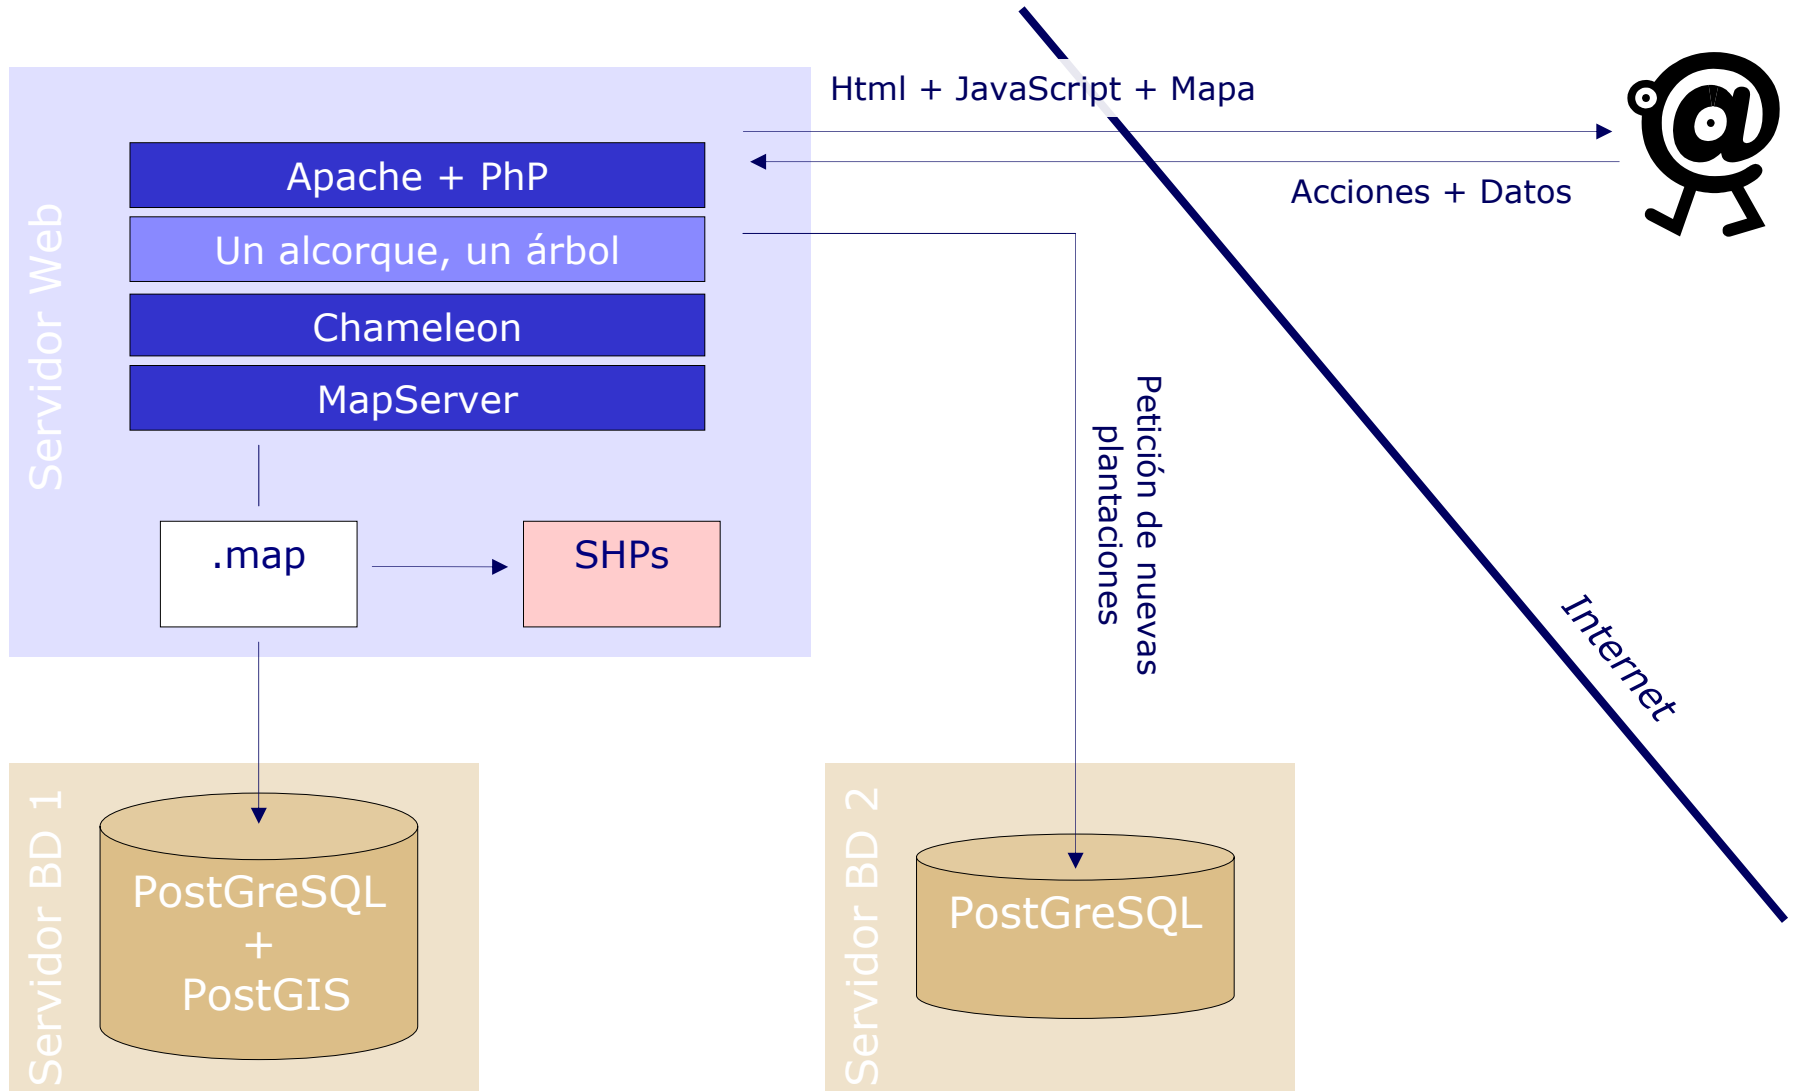 Html + JavaScript + Mapa
Acciones + Datos
Servidor Web
Apache + PhP
Un alcorque, un árbol
Chameleon
MapServer
.map
SHPs
Petición de nuevas
plantaciones
Internet
Servidor BD 1
PostGreSQL
+
PostGIS
Servidor BD 2
PostGreSQL